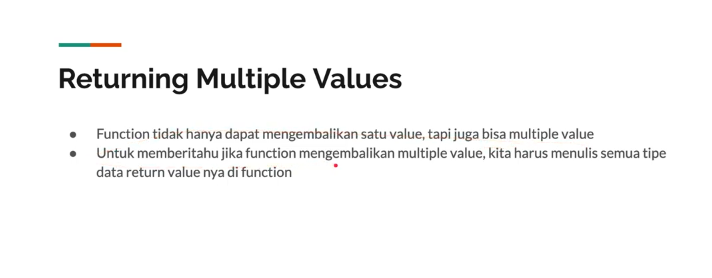 Returning Multiple Values
● Function tidak hanya dapat mengembalikan satu value, tapi juga bisa multiple value
● Untuk memberitahu jika function mengembalikan multiple value, kita harus menulis semua tipe
data return value nya di function